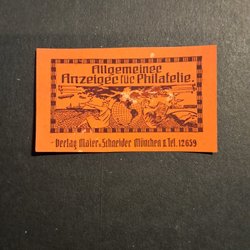 Allgemeiner
Anzeiger für Philatelie.
Verlag Maier & Schneider München 2. Tel. 12659